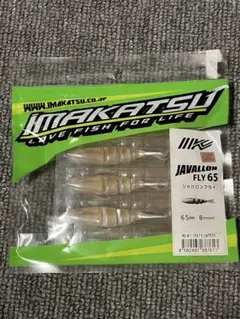 WWW.IMAKATSU.CO.JP
IMAKATSU
LOVE FISH FOR LIFE
JAVALLON
FLY 65
ジャバロンフライ
65mm